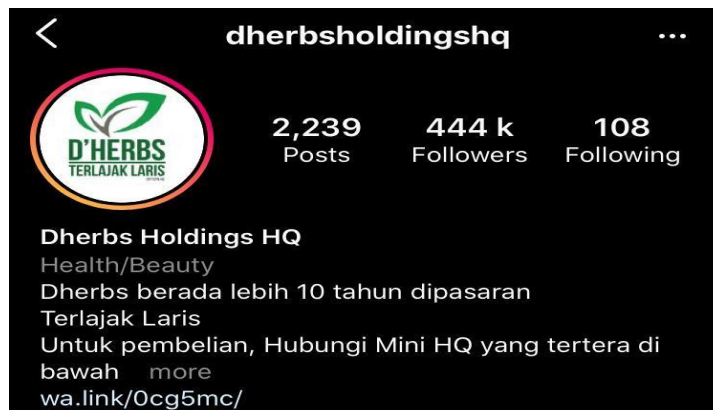 dherbsholdingshq
D'HERBS
TERLAJAK LARIS
2,239 444 k 108
Posts Followers Following
Dherbs Holdings HQ
Health/Beauty
Dherbs berada lebih 10 tahun dipasaran
Terlajak Laris
Untuk pembelian, Hubungi Mini HQ yang tertera di
bawah more
wa.link/0cg5mc/